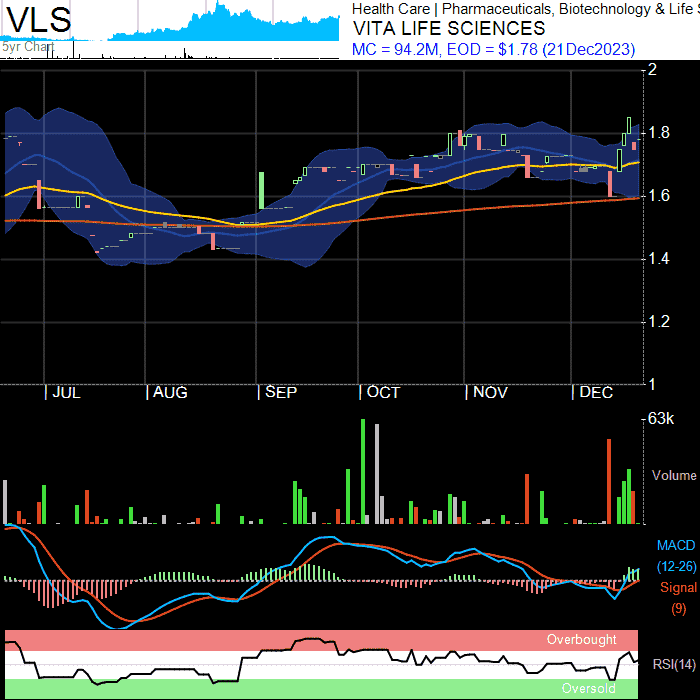 VLS
5yr Chart
Health Care | Pharmaceuticals, Biotechnology & Life S
VITA LIFE SCIENCES
MC = 94.2M, EOD = $1.78 (21Dec2023)
2
1.8
1.6
1.4
1.2
1
| JUL | AUG | SEP | OCT | NOV | DEC
63k
Volume
MACD
(12-26)
Signal
(9)
Overbought
RSI(14)
Oversold